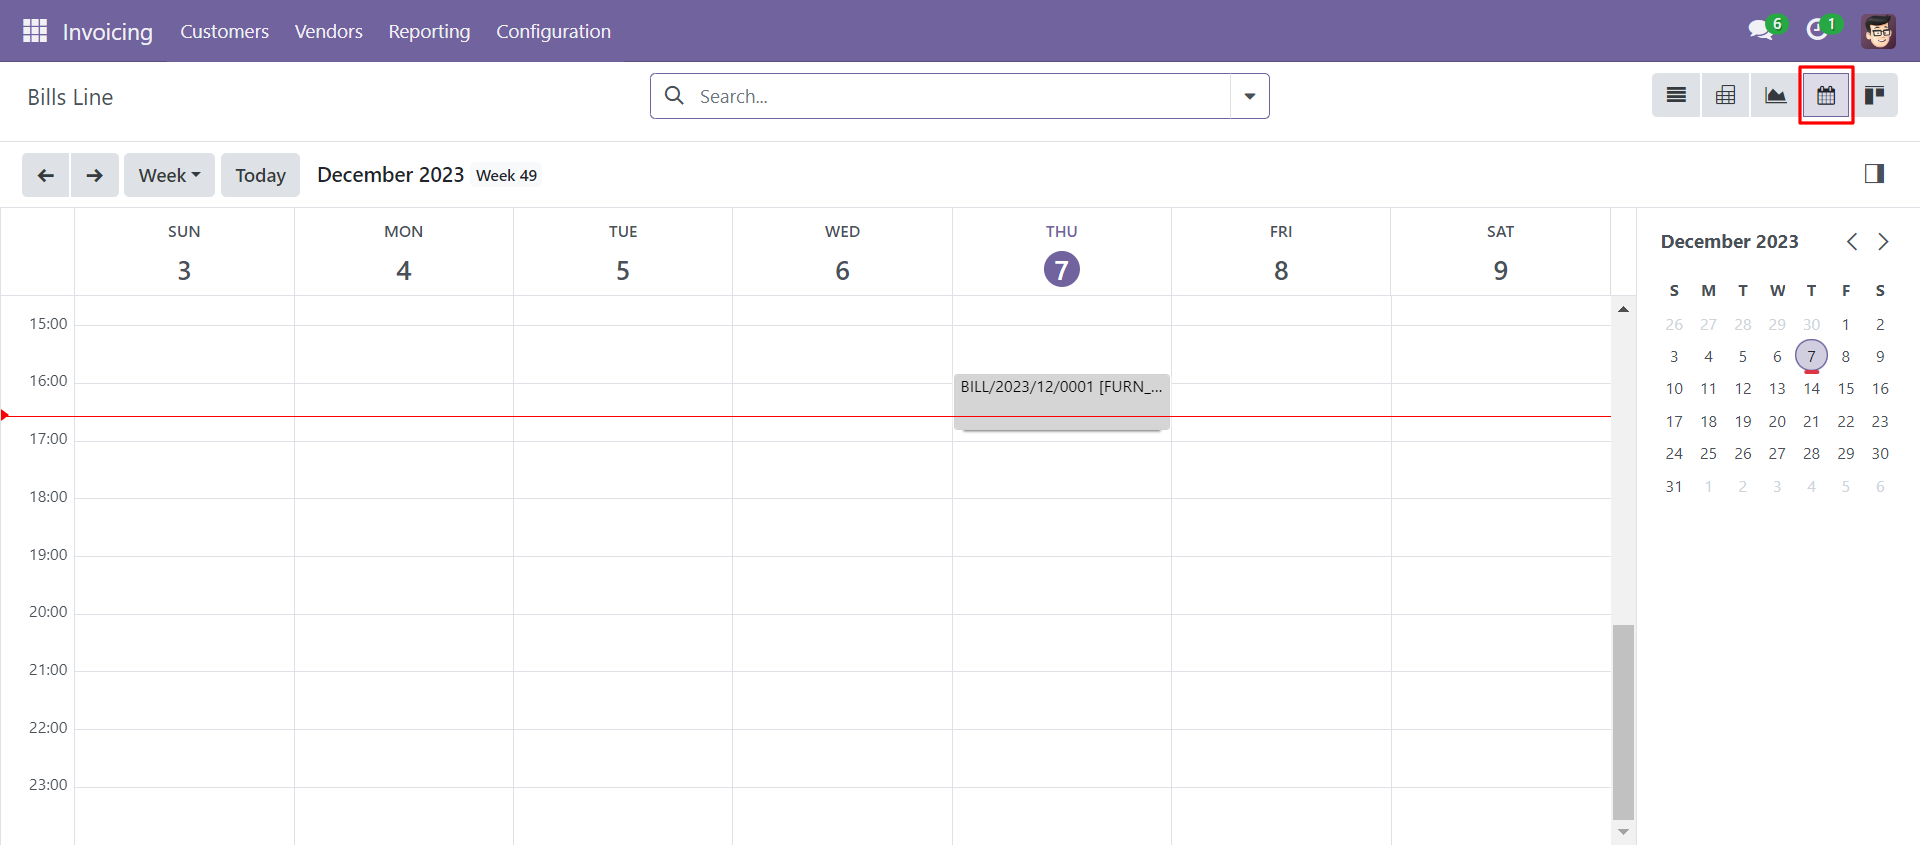 Invoicing Customers Vendors Reporting Configuration 6 1
Bills Line Search...
Week Today December 2023 Week 49
SUN MON TUE WED THU FRI SAT
3 4 5 6 7 8 9
15:00
16:00
BILL/2023/12/0001 [FURN_...
17:00
18:00
19:00
20:00
21:00
22:00
23:00
December 2023
S M T W T F S
26 27 28 29 30 1 2
3 4 5 6 7 8 9
10 11 12 13 14 15 16
17 18 19 20 21 22 23
24 25 26 27 28 29 30
31 1 2 3 4 5 6